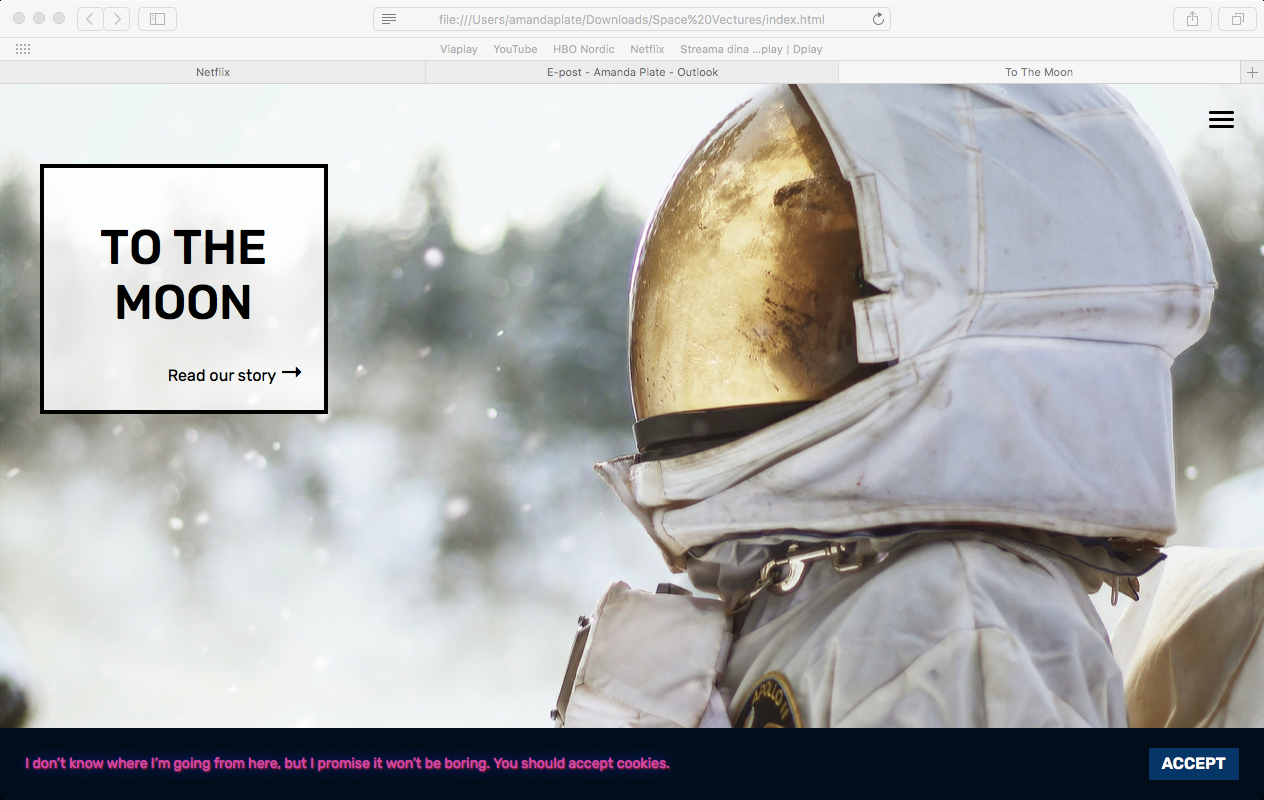 file:///Users/amandaplate/Downloads/Space%20Vectures/index.html
Viaplay YouTube HBO Nordic Netflix Streama dina ...play | Dplay
Netflix E-post - Amanda Plate - Outlook To The Moon
TO THE
MOON
Read our story →
APOLLO 11
I don't know where I'm going from here, but I promise it won't be boring. You should accept cookies.
ACCEPT